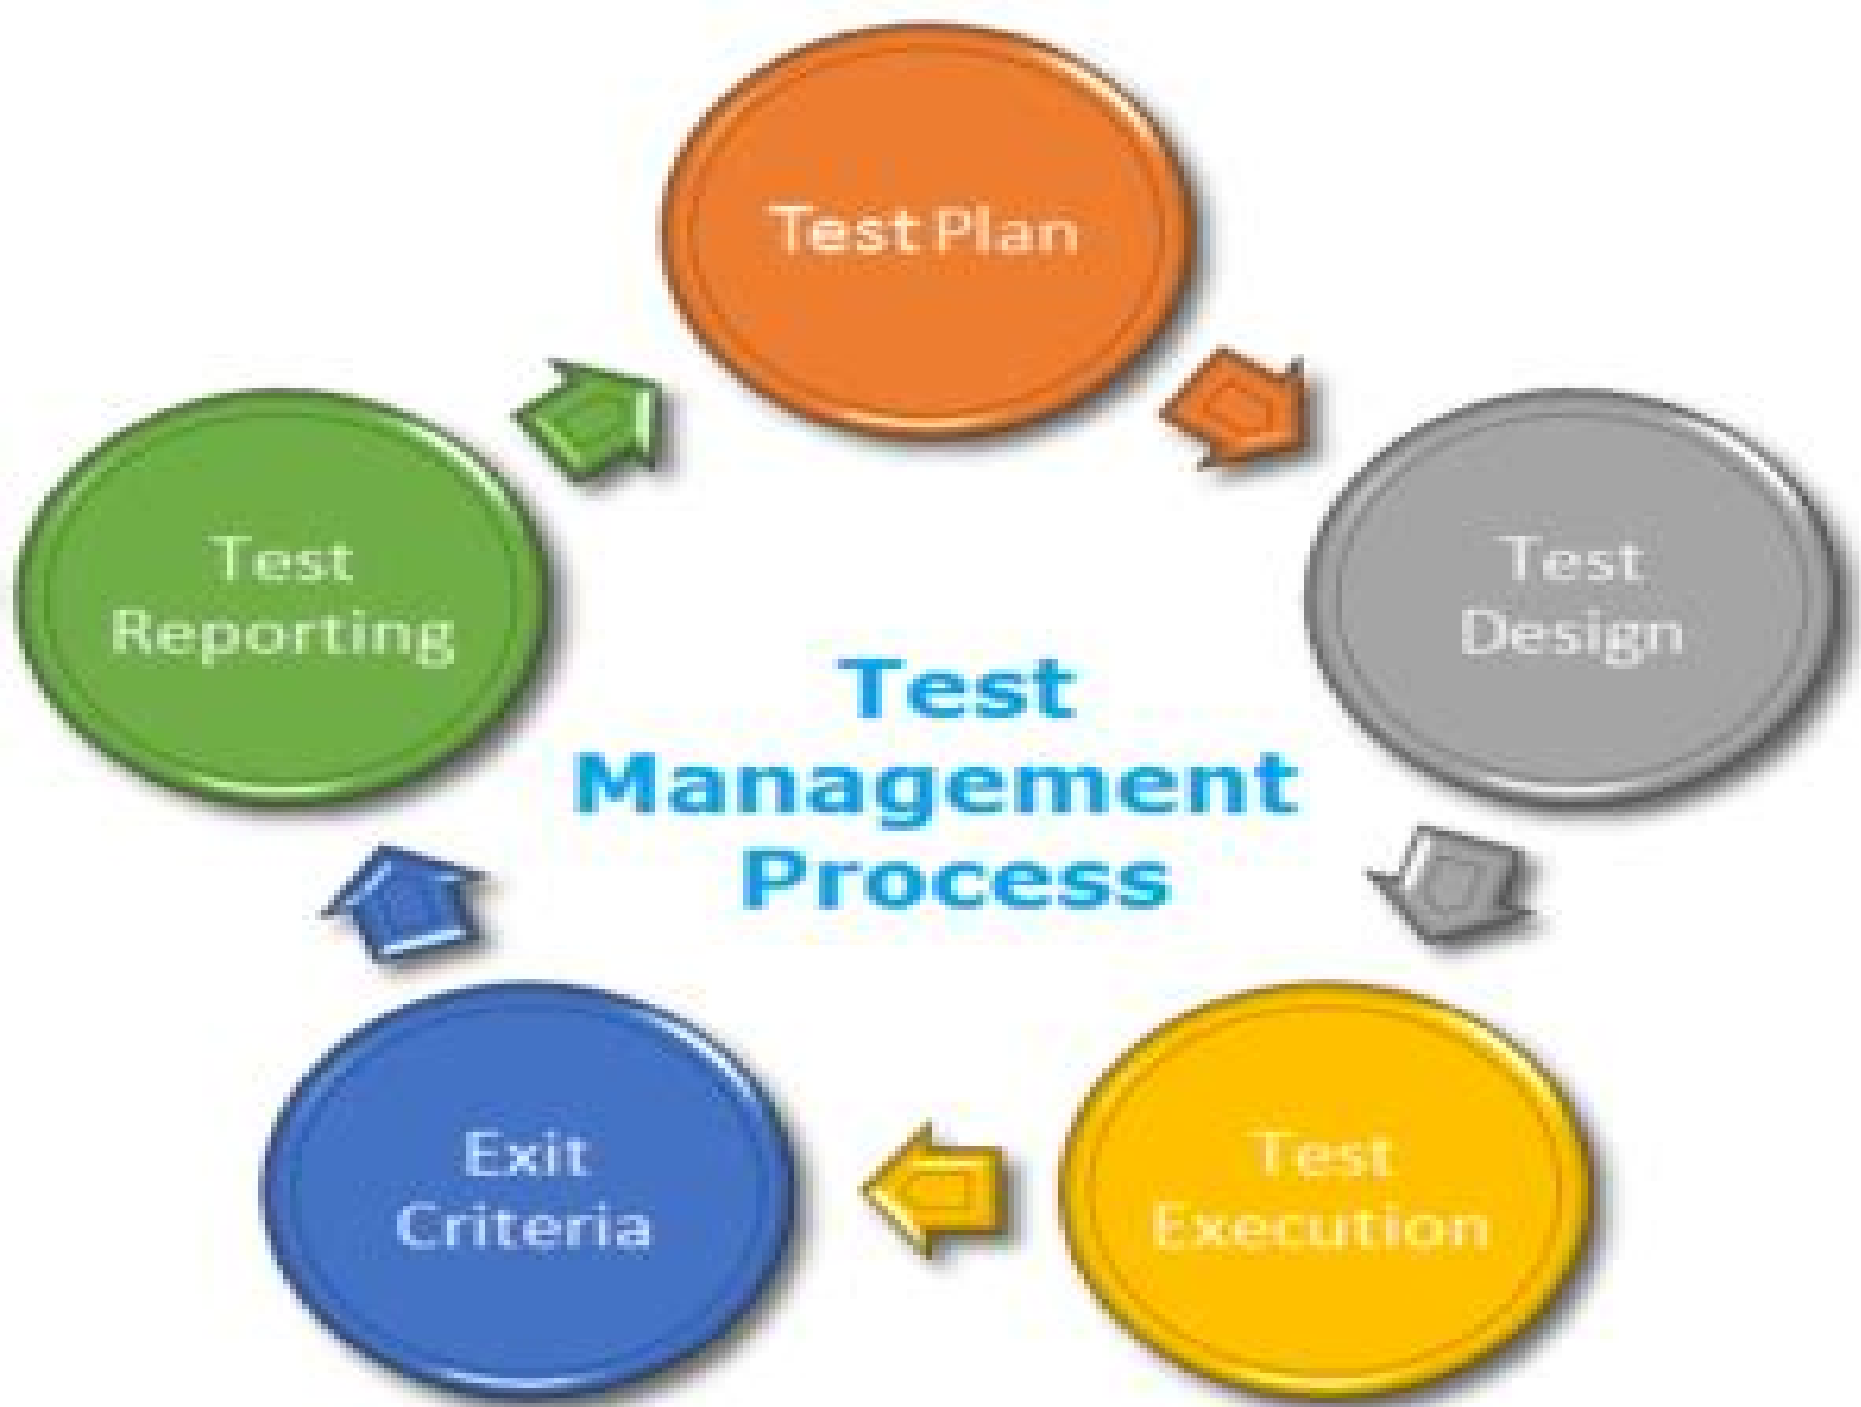 Test Plan
Test
Design
Test
Execution
Exit
Criteria
Test
Reporting
Test
Management
Process